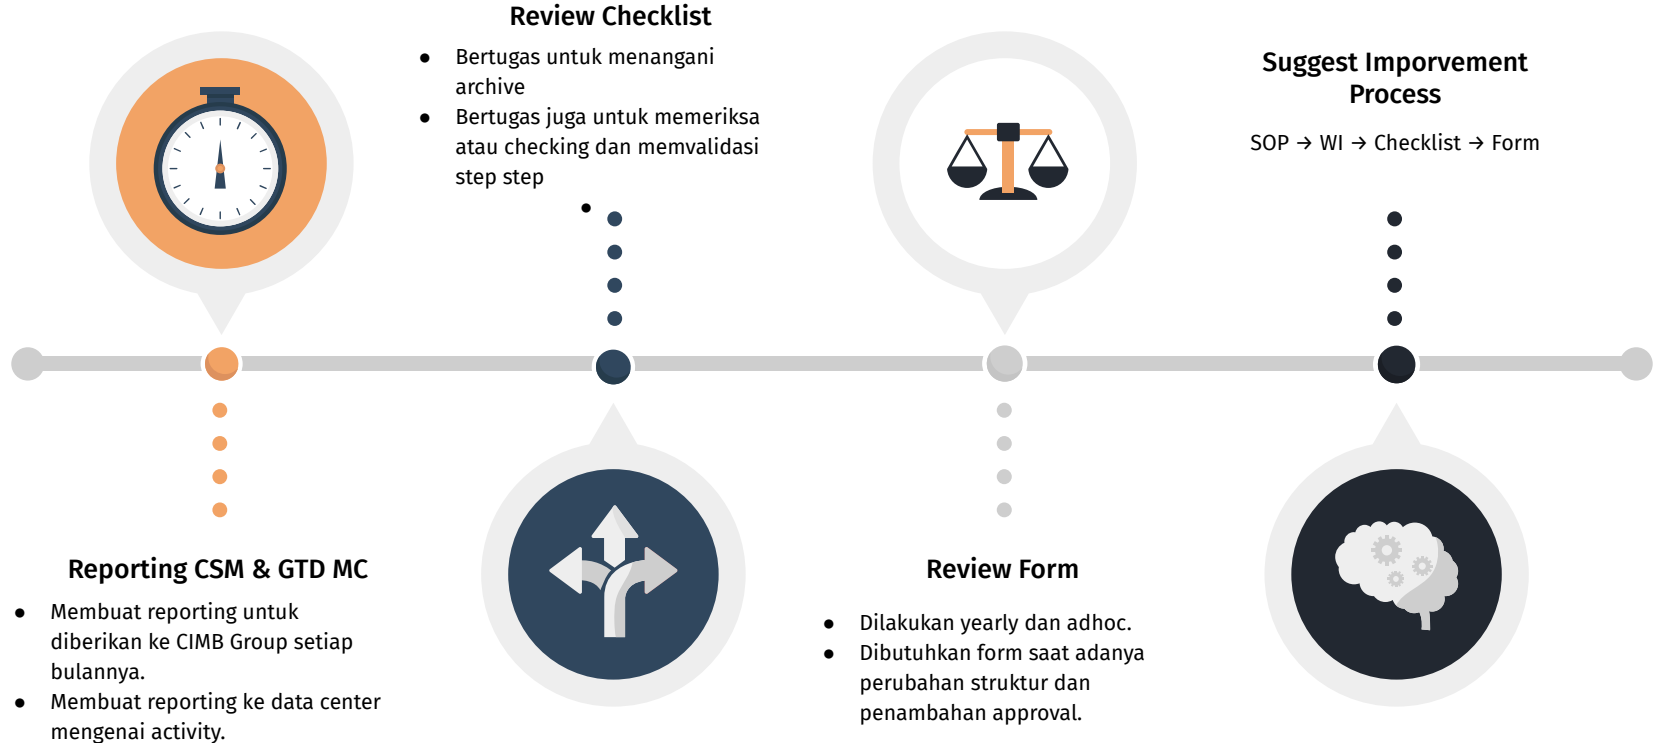 Review Checklist
● Bertugas untuk menangani
archive
● Bertugas juga untuk memeriksa
atau checking dan memvalidasi
step step
●
Suggest Imporvement
Process
SOP → WI → Checklist → Form
Reporting CSM & GTD MC
● Membuat reporting untuk
diberikan ke CIMB Group setiap
bulannya.
● Membuat reporting ke data center
mengenai activity.
Review Form
● Dilakukan yearly dan adhoc.
● Dibutuhkan form saat adanya
perubahan struktur dan
penambahan approval.